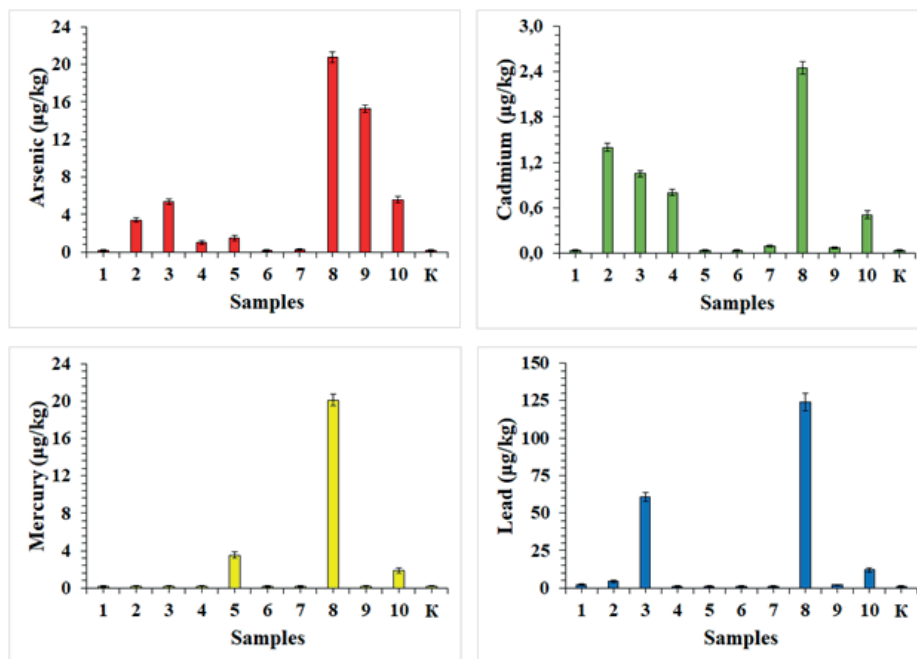 Arsenic (µg/kg)
24
20
16
12
8
4
0
1 2 3 4 5 6 7 8 9 10 K
Samples
Cadmium (µg/kg)
3,0
2,4
1,8
1,2
0,6
0,0
1 2 3 4 5 6 7 8 9 10 K
Samples
Mercury (µg/kg)
24
20
16
12
8
4
0
1 2 3 4 5 6 7 8 9 10 K
Samples
Lead (µg/kg)
150
125
100
75
50
25
0
1 2 3 4 5 6 7 8 9 10 K
Samples